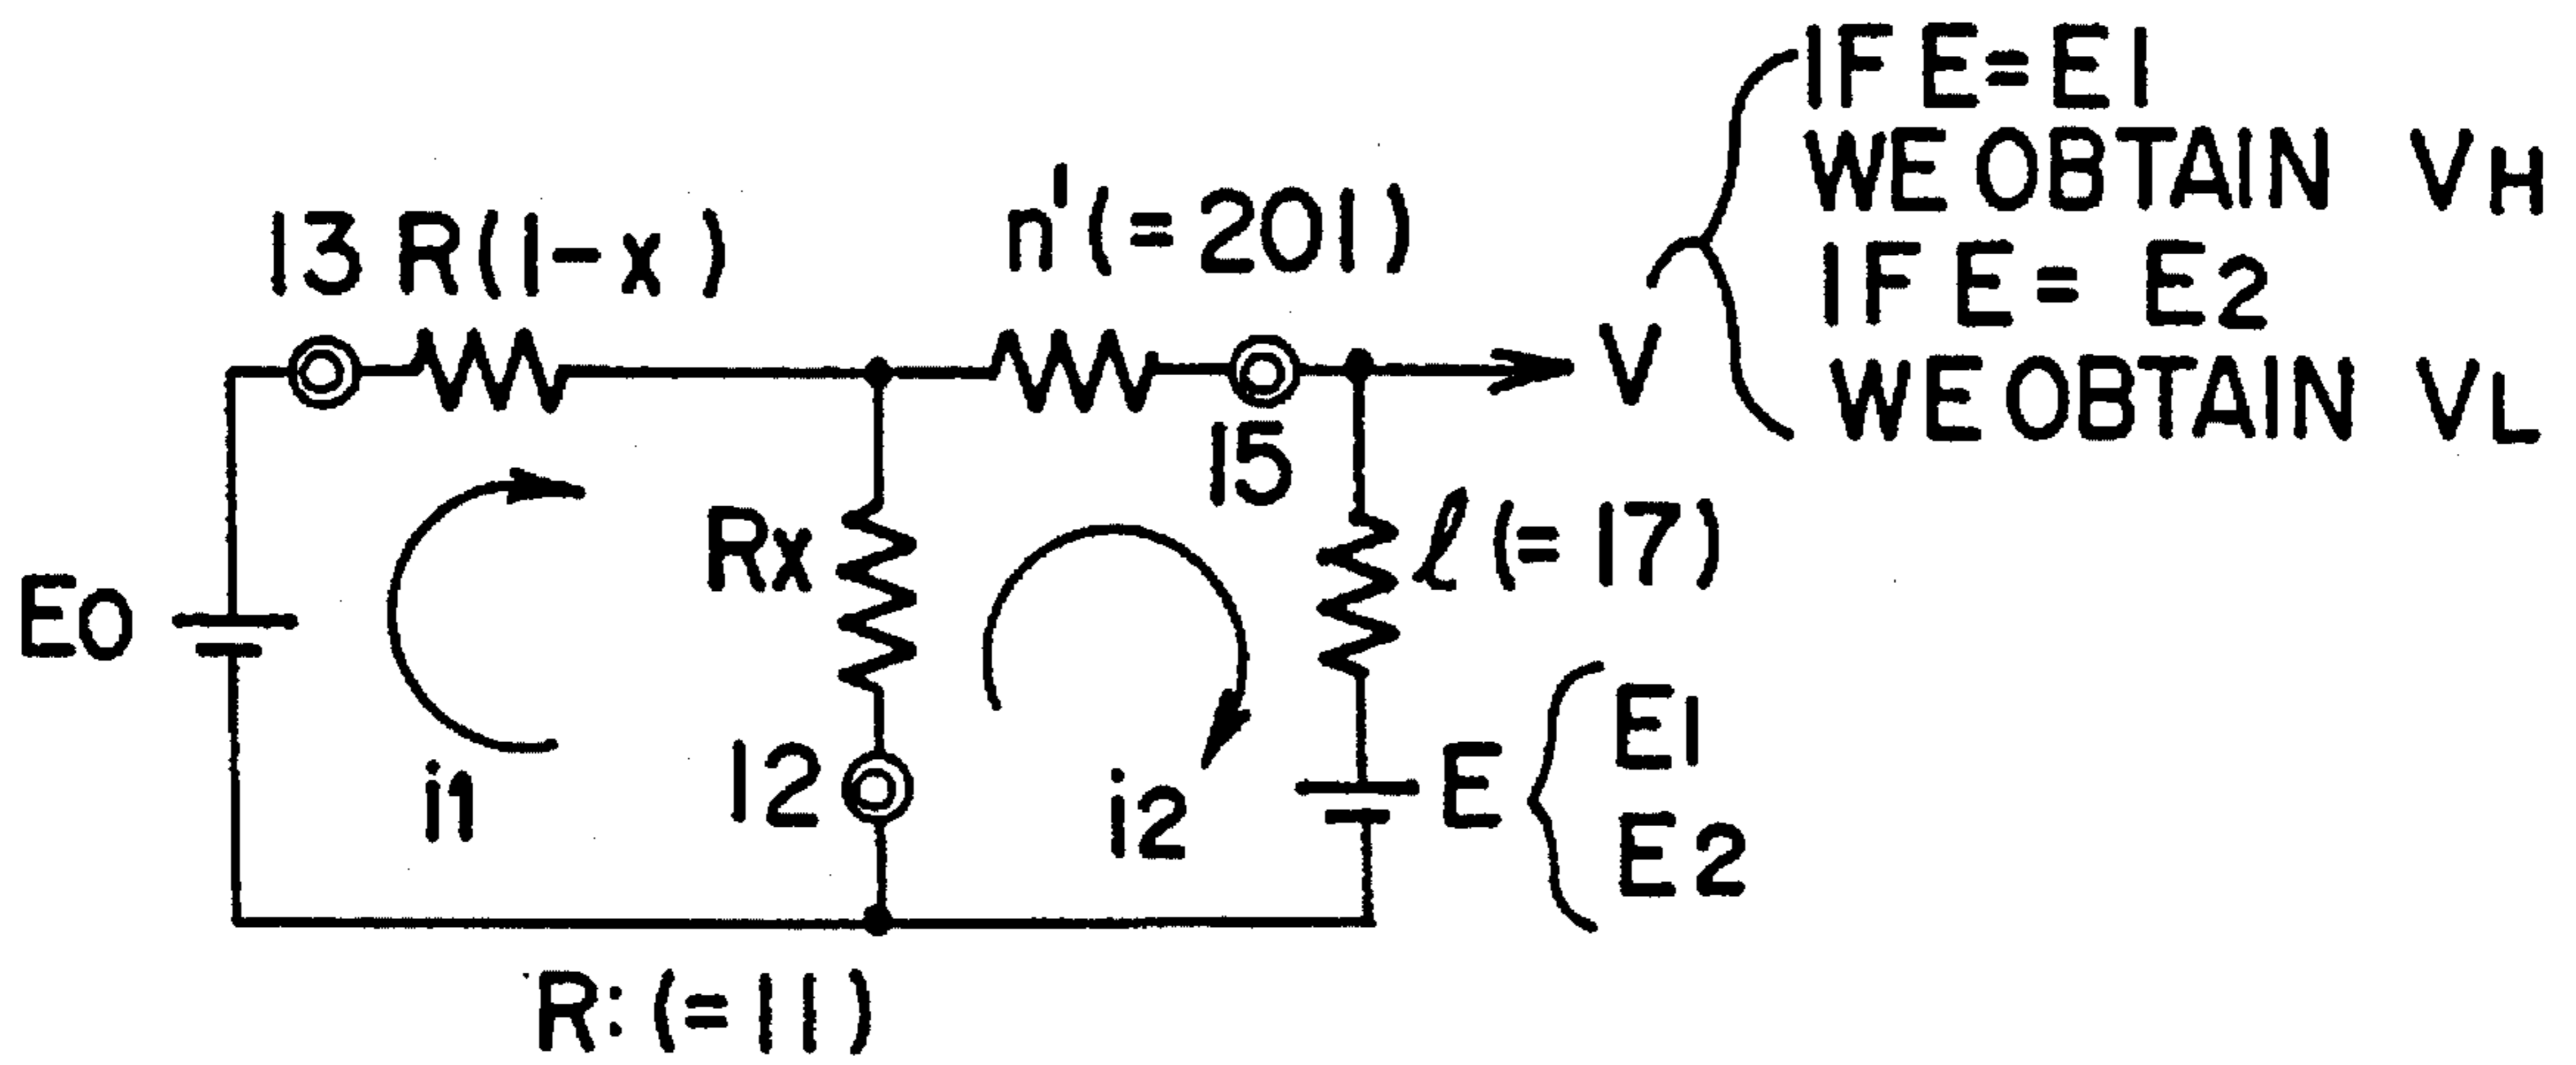 IF E=E1
WE OBTAIN VH
IF E= E2
WE OBTAIN VL
V
13 R(1-x)
n'(=201)
15
Rx
ℓ(=17)
E0
i1
12
i2
E
E1
E2
R:(=11)